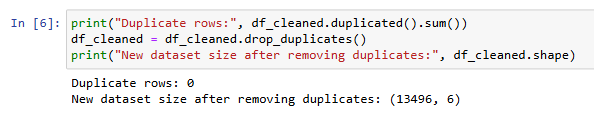 In [6]: print("Duplicate rows:", df_cleaned.duplicated().sum())
df_cleaned = df_cleaned.drop_duplicates()
print("New dataset size after removing duplicates:", df_cleaned.shape)
Duplicate rows: 0
New dataset size after removing duplicates: (13496, 6)